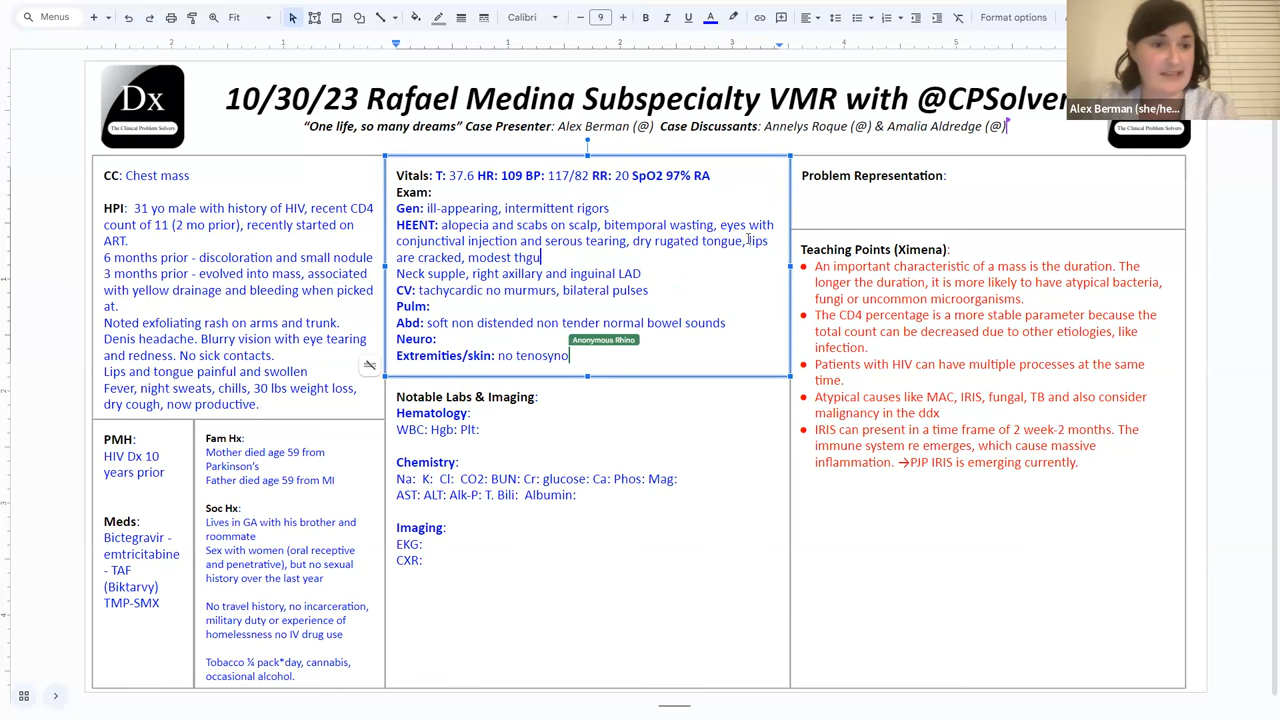 Menus
Fit
Calibri
9
Format options
2
1
1
2
3
4
5
Alex Berman (she/he...
Dx
The Clinical Problem Solvers
10/30/23 Rafael Medina Subspecialty VMR with @CPSolver
“One life, so many dreams” Case Presenter: Alex Berman (@) Case Discussants: Annelys Roque (@) & Amalia Aldredge (@)
The Clinical Problem Solvers
CC: Chest mass
HPI: 31 yo male with history of HIV, recent CD4
count of 11 (2 mo prior), recently started on
ART.
6 months prior - discoloration and small nodule
3 months prior - evolved into mass, associated
with yellow drainage and bleeding when picked
at.
Noted exfoliating rash on arms and trunk.
Denis headache. Blurry vision with eye tearing
and redness. No sick contacts.
Lips and tongue painful and swollen
Fever, night sweats, chills, 30 lbs weight loss,
dry cough, now productive.
PMH:
HIV Dx 10
years prior
Meds:
Bictegravir -
emtricitabine
- TAF
(Biktarvy)
TMP-SMX
Fam Hx:
Mother died age 59 from
Parkinson's
Father died age 59 from MI
Soc Hx:
Lives in GA with his brother and
roommate
Sex with women (oral receptive
and penetrative), but no sexual
history over the last year
No travel history, no incarceration,
military duty or experience of
homelessness no IV drug use
Tobacco ¼ pack*day, cannabis,
occasional alcohol.
Vitals: T: 37.6 HR: 109 BP: 117/82 RR: 20 SpO2 97% RA
Exam:
Gen: ill-appearing, intermittent rigors
HEENT: alopecia and scabs on scalp, bitemporal wasting, eyes with
conjunctival injection and serous tearing, dry rugated tongue, lips
are cracked, modest thgu
Neck supple, right axillary and inguinal LAD
CV: tachycardic no murmurs, bilateral pulses
Pulm:
Abd: soft non distended non tender normal bowel sounds
Neuro:
Anonymous Rhino
Extremities/skin: no tenosyno
Notable Labs & Imaging:
Hematology:
WBC: Hgb: Plt:
Chemistry:
Na: K: Cl: CO2: BUN: Cr: glucose: Ca: Phos: Mag:
AST: ALT: Alk-P: T. Bili: Albumin:
Imaging:
EKG:
CXR:
Problem Representation:
Teaching Points (Ximena):
● An important characteristic of a mass is the duration. The
longer the duration, it is more likely to have atypical bacteria,
fungi or uncommon microorganisms.
● The CD4 percentage is a more stable parameter because the
total count can be decreased due to other etiologies, like
infection.
● Patients with HIV can have multiple processes at the same
time.
● Atypical causes like MAC, IRIS, fungal, TB and also consider
malignancy in the ddx
● IRIS can present in a time frame of 2 week-2 months. The
immune system re emerges, which cause massive
inflammation. →PJP IRIS is emerging currently.